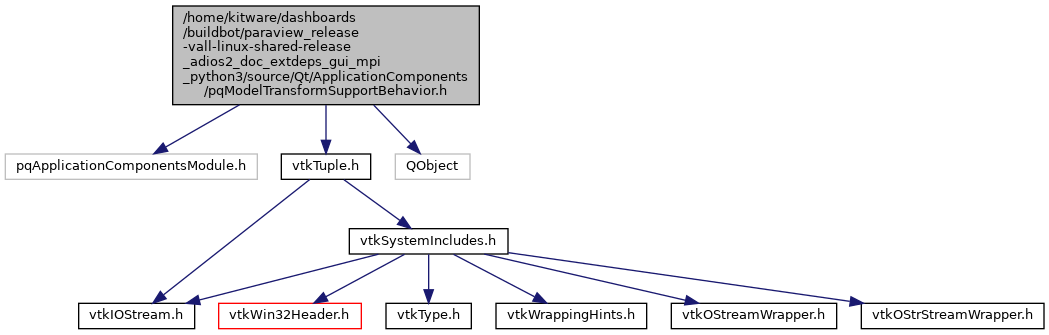 /home/kitware/dashboards
/buildbot/paraview_release
-vall-linux-shared-release
_adios2_doc_extdeps_gui_mpi
_python3/source/Qt/ApplicationComponents
/pqModelTransformSupportBehavior.h
pqApplicationComponentsModule.h
vtkTuple.h
QObject
vtkSystemIncludes.h
vtkIOStream.h
vtkWin32Header.h
vtkType.h
vtkWrappingHints.h
vtkOStreamWrapper.h
vtkOStrStreamWrapper.h